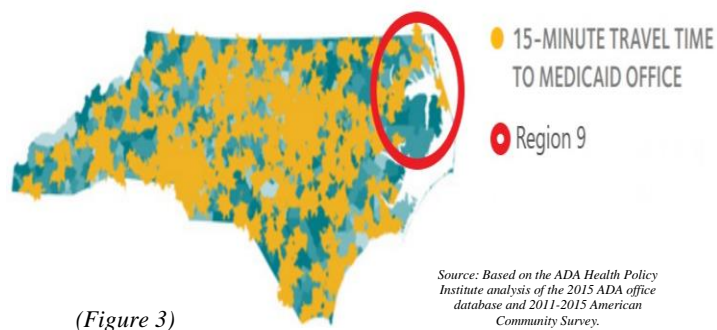 15-MINUTE TRAVEL TIME
TO MEDICAID OFFICE
Region 9
Source: Based on the ADA Health Policy
Institute analysis of the 2015 ADA office
database and 2011-2015 American
Community Survey.
(Figure 3)